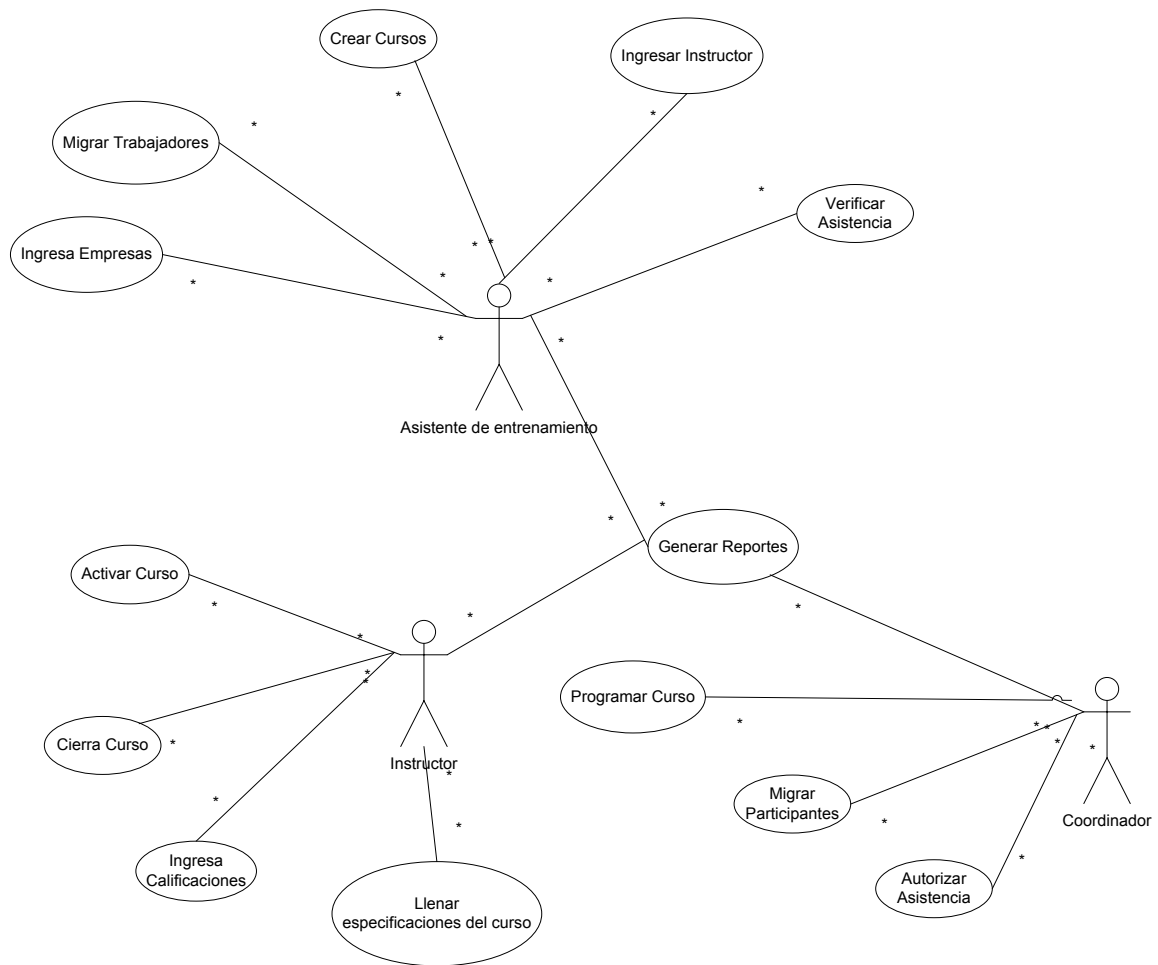 Crear Cursos
Ingresar Instructor
*
*
*
Migrar Trabajadores
*
Verificar
Asistencia
Ingresa Empresas
*
*
*
*
*
*
*
*
Asistente de entrenamiento
*
*
Generar Reportes
Activar Curso
*
*
*
*
*
*
Programar Curso
Cierra Curso
*
Instructor
*
*
*
*
*
*
*
Migrar
Participantes
*
Coordinador
*
*
Ingresa
Calificaciones
*
Autorizar
Asistencia
Llenar
especificaciones del curso